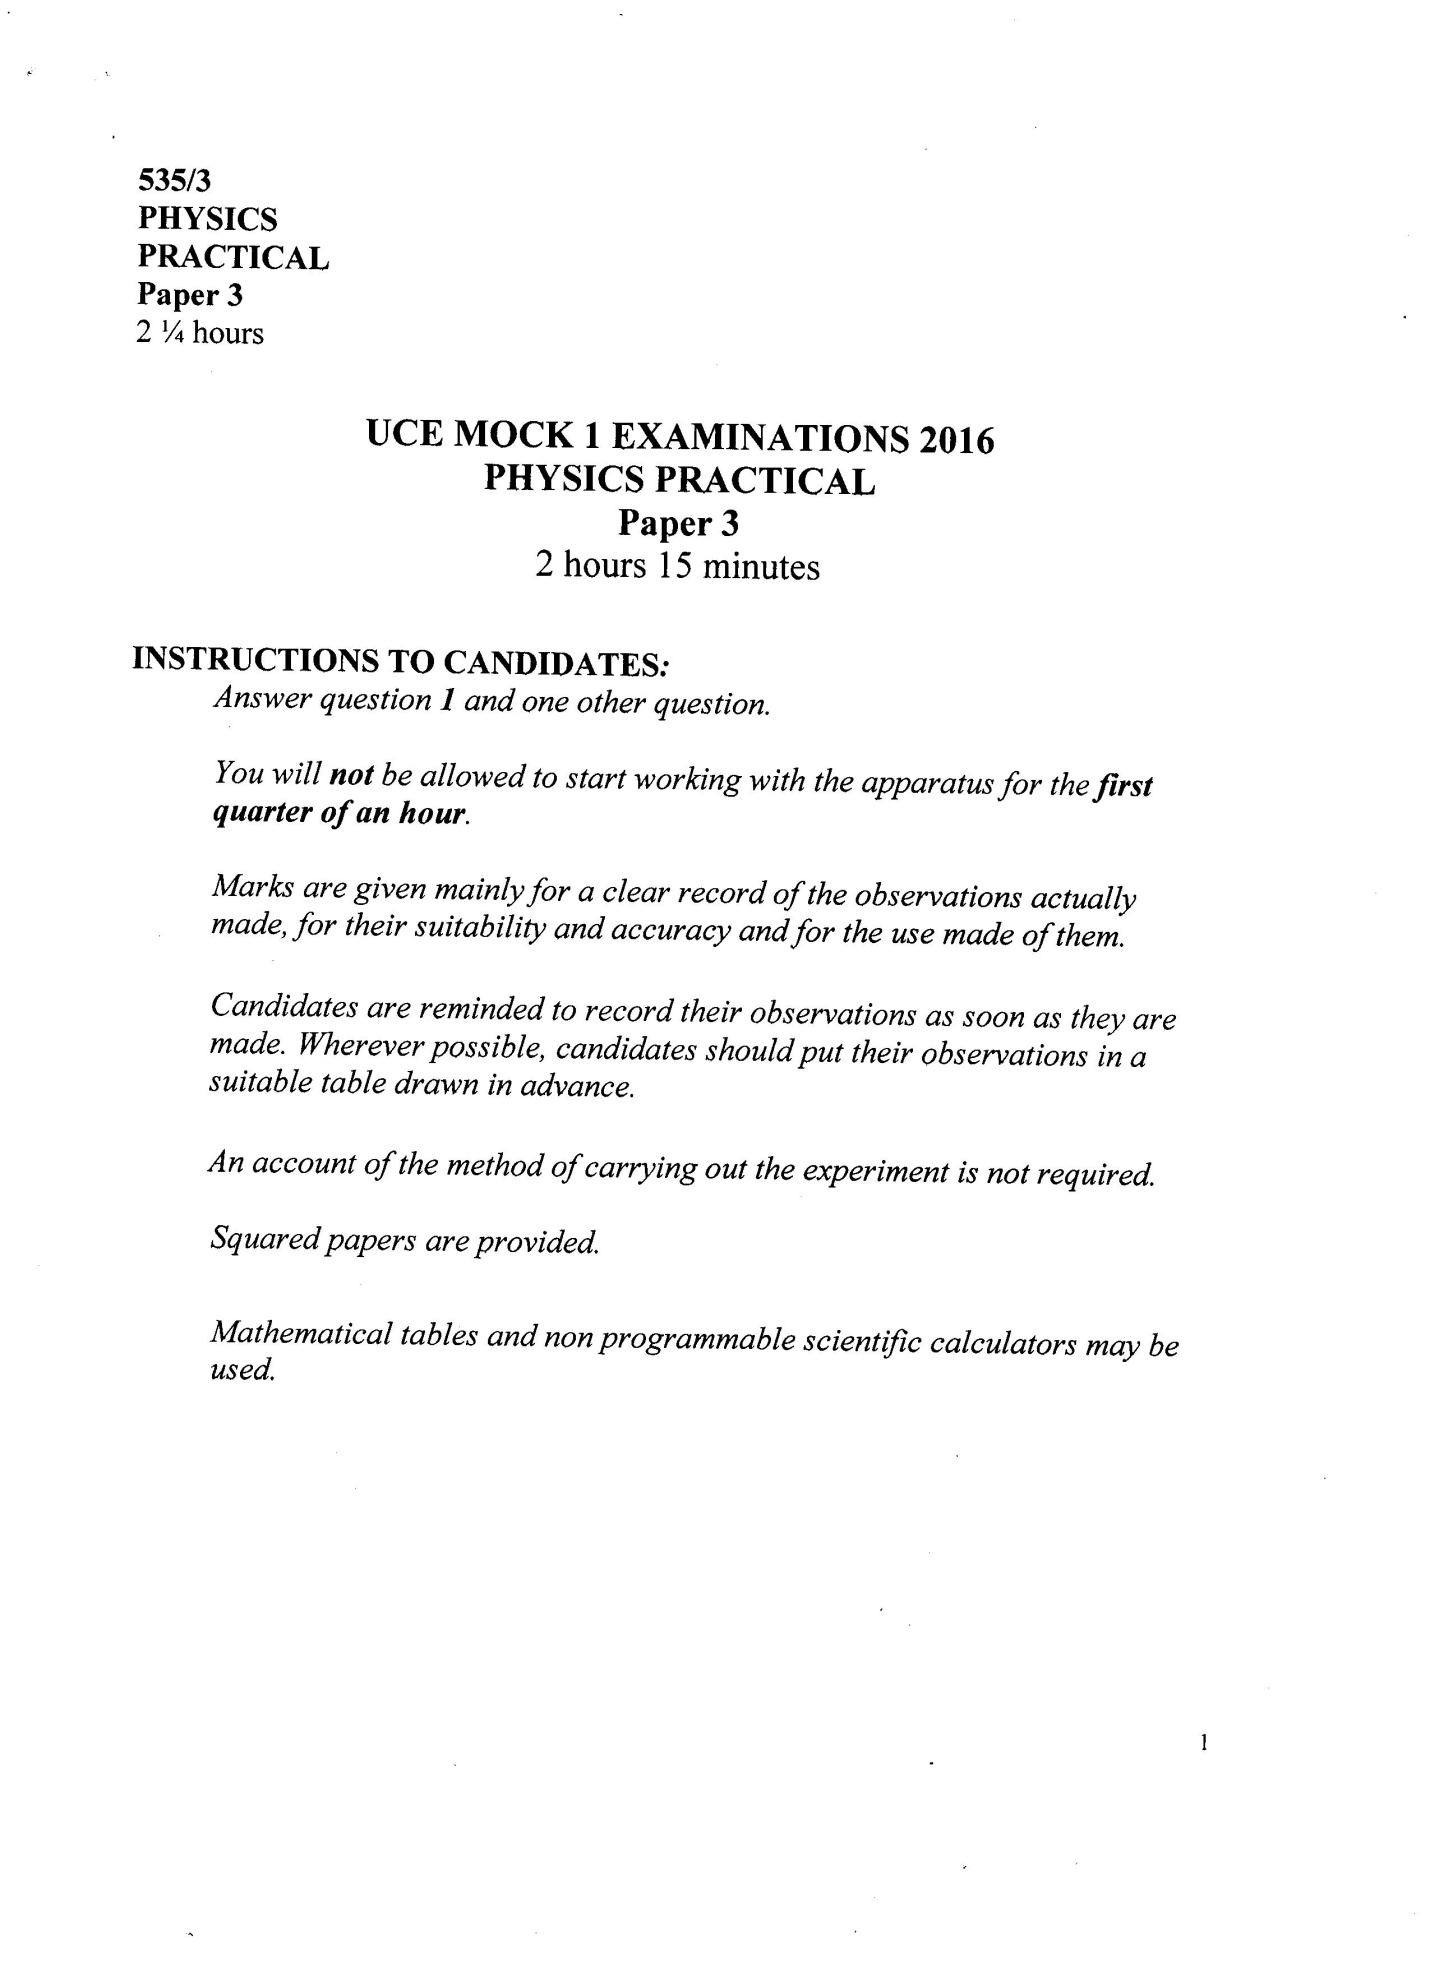 535/3
PHYSICS
PRACTICAL
Paper 3
2 ¼ hours
UCE MOCK 1 EXAMINATIONS 2016
PHYSICS PRACTICAL
Paper 3
2 hours 15 minutes
INSTRUCTIONS TO CANDIDATES:
Answer question 1 and one other question.
You will not be allowed to start working with the apparatus for the first
quarter of an hour.
Marks are given mainly for a clear record of the observations actually
made, for their suitability and accuracy and for the use made of them.
Candidates are reminded to record their observations as soon as they are
made. Wherever possible, candidates should put their observations in a
suitable table drawn in advance.
An account of the method of carrying out the experiment is not required.
Squared papers are provided.
Mathematical tables and non programmable scientific calculators may be
used.
1